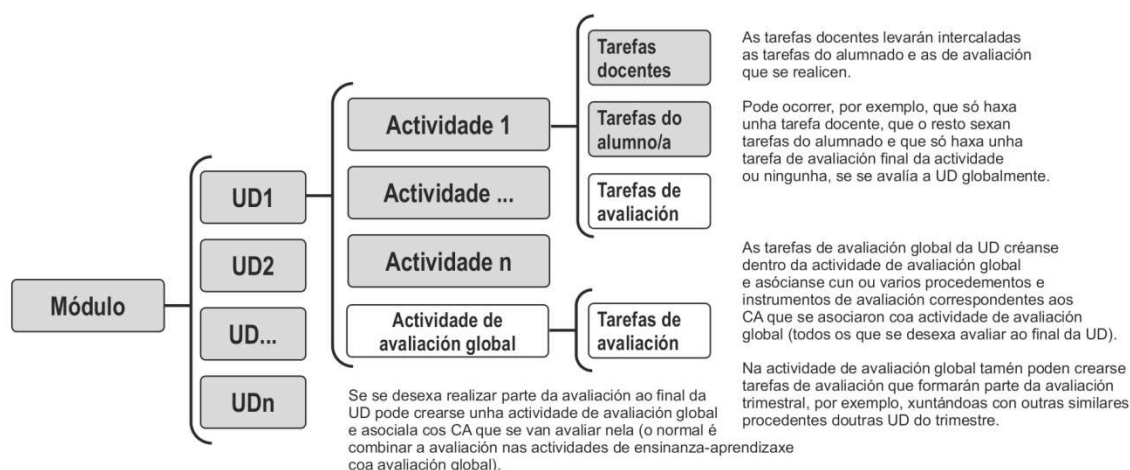 Módulo
UD1
UD2
UD...
UDn
Actividade 1
Actividade ...
Actividade n
Actividade de
avaliación global
Tarefas
docentes
Tarefas do
alumno/a
Tarefas de
avaliación
Tarefas de
avaliación
As tarefas docentes levarán intercaladas
as tarefas do alumnado e as de avaliación
que se realicen.
Pode ocorrer, por exemplo, que só haxa
unha tarefa docente, que o resto sexan
tarefas do alumnado e que só haxa unha
tarefa de avaliación final da actividade
ou ningunha, se se avalía a UD globalmente.
As tarefas de avaliación global da UD créanse
dentro da actividade de avaliación global
e asócianse cun ou varios procedementos e
instrumentos de avaliación correspondentes aos
CA que se asociaron coa actividade de avaliación
global (todos os que se desexa avaliar ao final da UD).
Na actividade de avaliación global tamén poden crearse
tarefas de avaliación que formarán parte da avaliación
trimestral, por exemplo, xuntándoas con outras similares
procedentes doutras UD do trimestre.
Se se desexa realizar parte da avaliación ao final da
UD pode crearse unha actividade de avaliación global
e asociala cos CA que se van avaliar nela (o normal é
combinar a avaliación nas actividades de ensinanza-aprendizaxe
coa avaliación global).